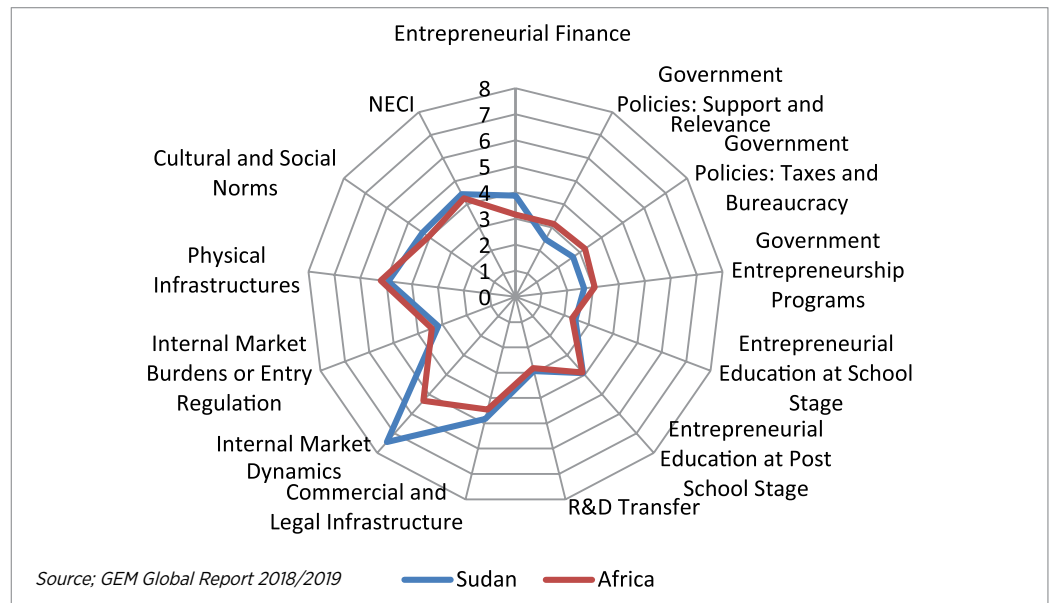 Entrepreneurial Finance
Government
Policies: Support and
Relevance
Government
Policies: Taxes and
Bureaucracy
Government
Entrepreneurship
Programs
Entrepreneurial
Education at School
Stage
Entrepreneurial
Education at Post
School Stage
R&D Transfer
Commercial and
Legal Infrastructure
Internal Market
Dynamics
Internal Market
Burdens or Entry
Regulation
Physical
Infrastructures
Cultural and Social
Norms
NECI
8
7
6
5
4
3
2
1
0
Source; GEM Global Report 2018/2019
Sudan
Africa